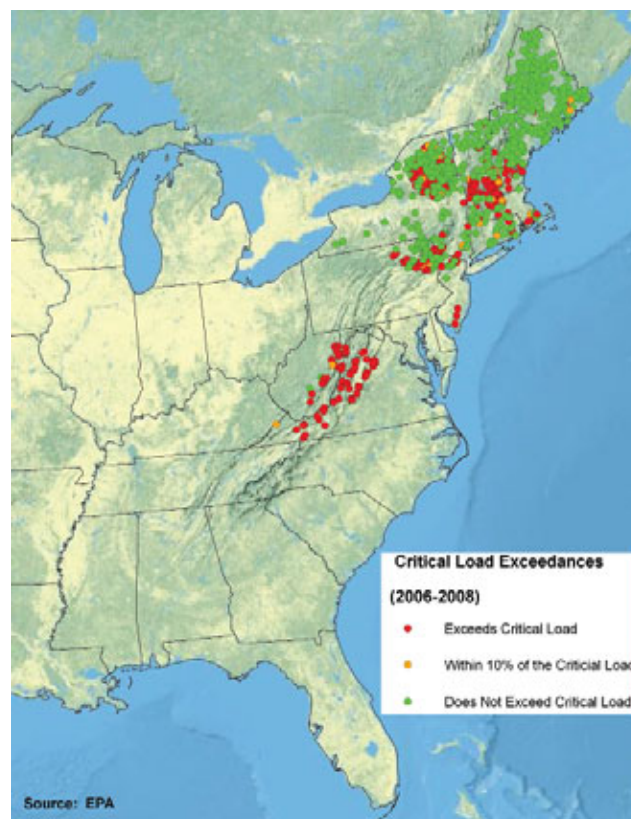 Critical Load Exceedances
(2006-2008)
Exceeds Critical Load
Within 10% of the Criticial Load
Does Not Exceed Critical Load
Source: EPA